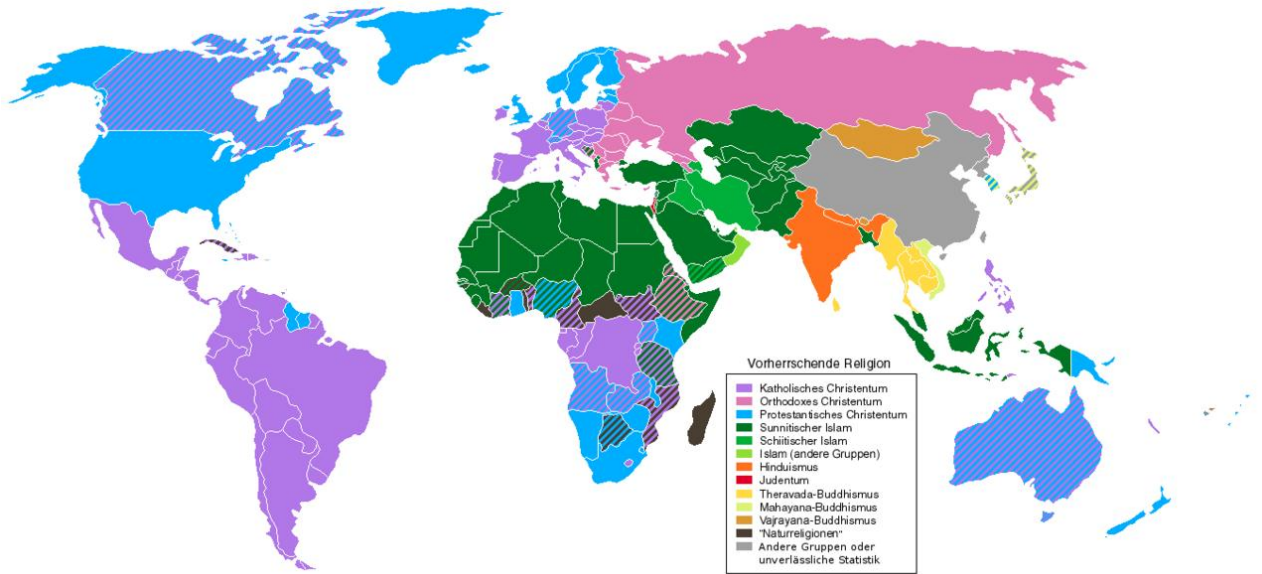 Vorherrschende Religion
Katholisches Christentum
Orthodoxes Christentum
Protestantisches Christentum
Sunnitischer Islam
Schiitischer Islam
Islam (andere Gruppen)
Hinduismus
Judentum
Theravada-Buddhismus
Mahayana-Buddhismus
Vajrayana-Buddhismus
"Naturreligionen"
Andere Gruppen oder
unverlässliche Statistik